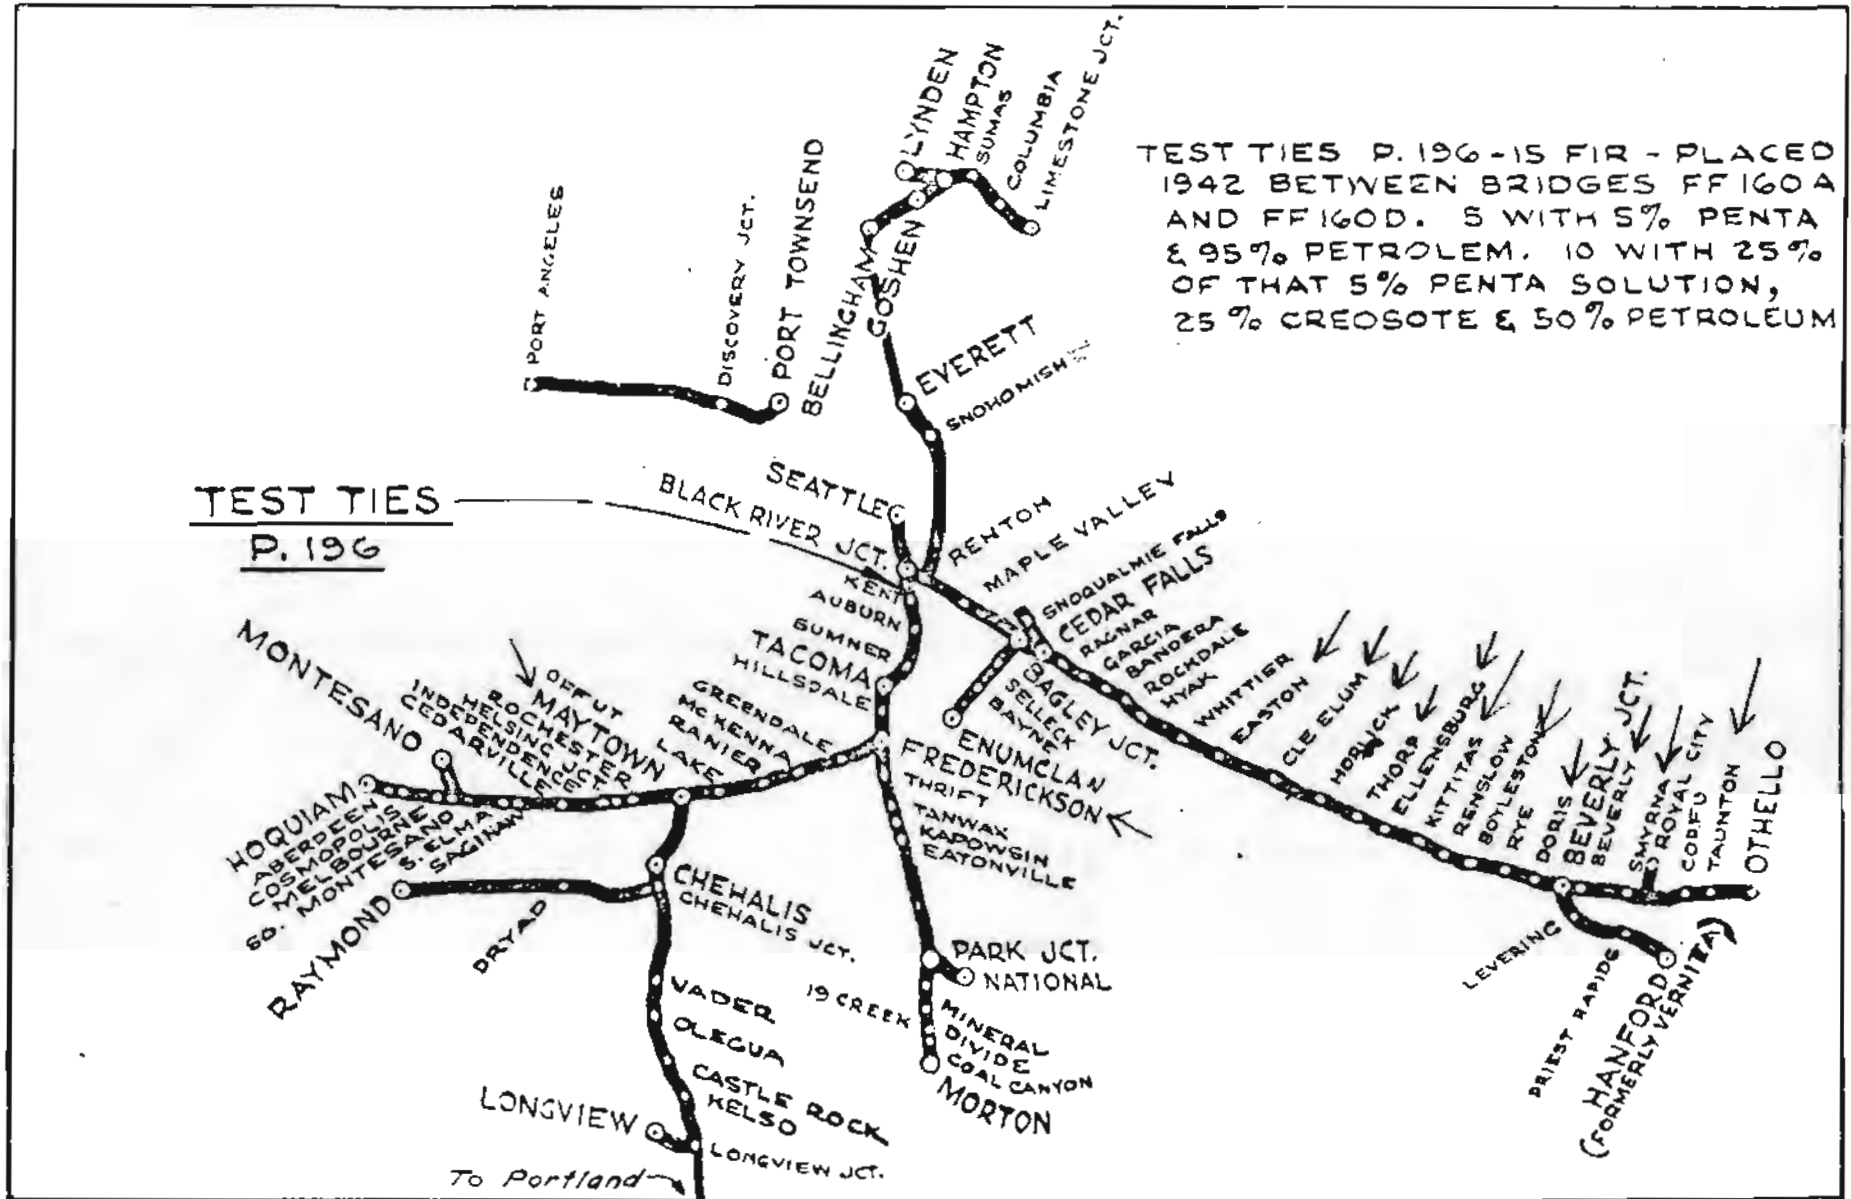 LYNDEN
HAMPTON
SUMAS
COLUMBIA
LIMESTONE JCT.
TEST TIES P. 196 - 15 FIR - PLACED
1942 BETWEEN BRIDGES FF160A
AND FF160D. 5 WITH 5% PENTA
& 95% PETROLEM. 10 WITH 25%
OF THAT 5% PENTA SOLUTION,
25% CREOSOTE & 50% PETROLEUM
PORT ANGELES
DISCOVERY JCT.
PORT TOWNSEND
BELLINGHAM
GOSHEN
EVERETT
SNOHOMISH
TEST TIES
P. 196
SEATTLE
BLACK RIVER JCT.
RENTON
MAPLE VALLEY
SNOQUALMIE FALLS
CEDAR FALLS
RAGNAR
GARCIA
BANDERA
ROCKDALE
HYAK
WHITTIER
EASTON
CLE ELUM
HORLICK
THORP
ELLENSBURG
KITTITAS
RENSLOW
BOYLESTON
RYE
DORIS
BEVERLY JCT.
BEVERLY
SMYRNA
ROYAL CITY
CORFU
TAUNTON
OTHELLO
KENT
AUBURN
SUMNER
TACOMA
HILLSDALE
BAGLEY JCT.
SELLECK
BAYNE
ENUMCLAW
FREDERICKSON
THRIFT
TANWAX
KAPOWSIN
EATONVILLE
GREENDALE
MCKENNA
RANIER
LAKE
OFFUT
MAYTOWN
ROCHESTER
HELSING JCT.
INDEPENDENCE
CEDARVILLE
MONTESANO
HOQUIAM
ABERDEEN
COSMOPOLIS
MELBOURNE
SO. MONTESANO
S. ELMA
SAGINAW
RAYMOND
DRYAD
CHEHALIS
CHEHALIS JCT.
PARK JCT.
NATIONAL
19 CREEK
MINERAL
DIVIDE
COAL CANYON
MORTON
VADER
OLEQUA
CASTLE ROCK
KELSO
LONGVIEW
LONGVIEW JCT.
To Portland
LEVERING
PRIEST RAPIDS
HANFORD
(FORMERLY VERNITA)